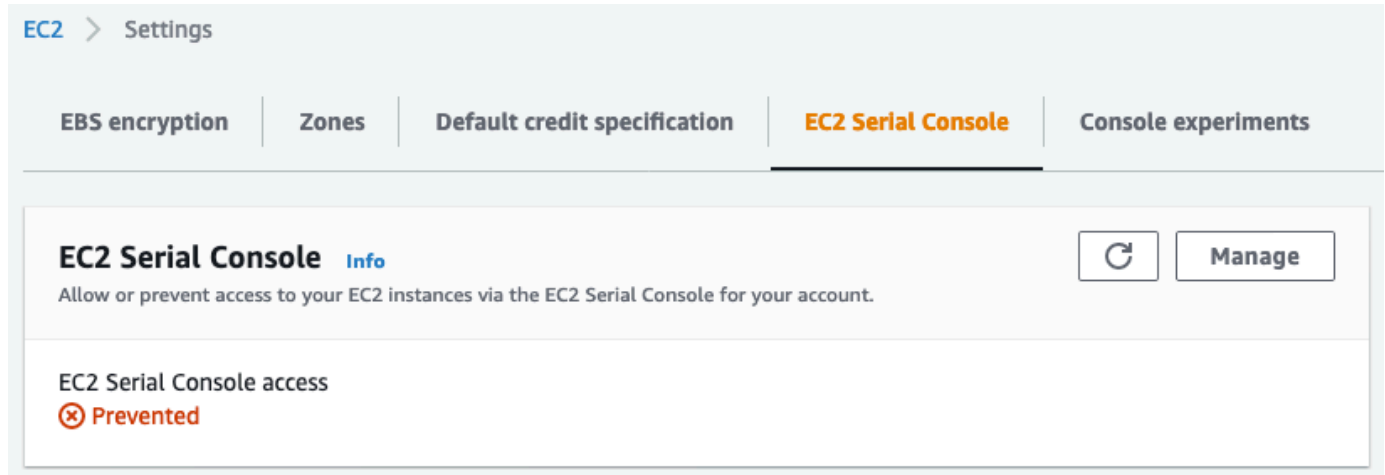 EC2 > Settings
EBS encryption Zones Default credit specification EC2 Serial Console Console experiments
EC2 Serial Console Info Manage
Allow or prevent access to your EC2 instances via the EC2 Serial Console for your account.
EC2 Serial Console access
Prevented